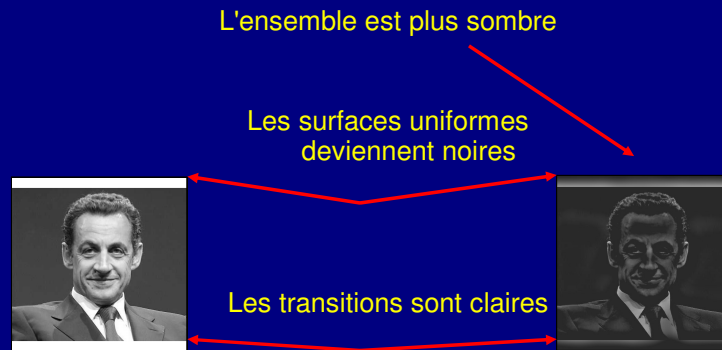 L'ensemble est plus sombre
Les surfaces uniformes
deviennent noires
Les transitions sont claires